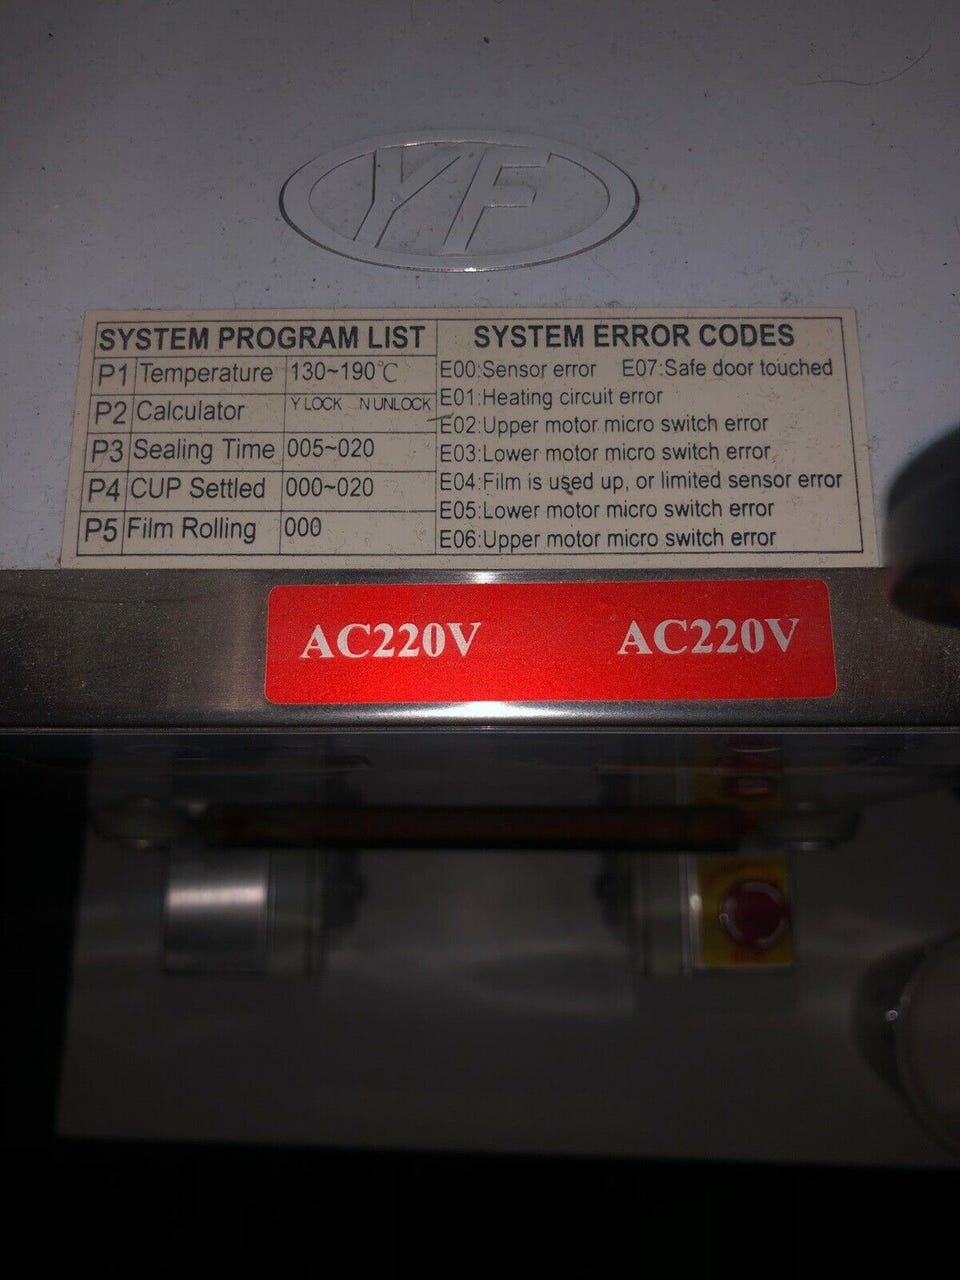 YF
SYSTEM PROGRAM LIST
P1 Temperature 130~190℃
P2 Calculator Y LOCK N UNLOCK
P3 Sealing Time 005~020
P4 CUP Settled 000~020
P5 Film Rolling 000
SYSTEM ERROR CODES
E00:Sensor error E07:Safe door touched
E01:Heating circuit error
E02:Upper motor micro switch error
E03:Lower motor micro switch error
E04:Film is used up, or limited sensor error
E05:Lower motor micro switch error
E06:Upper motor micro switch error
AC220V AC220V